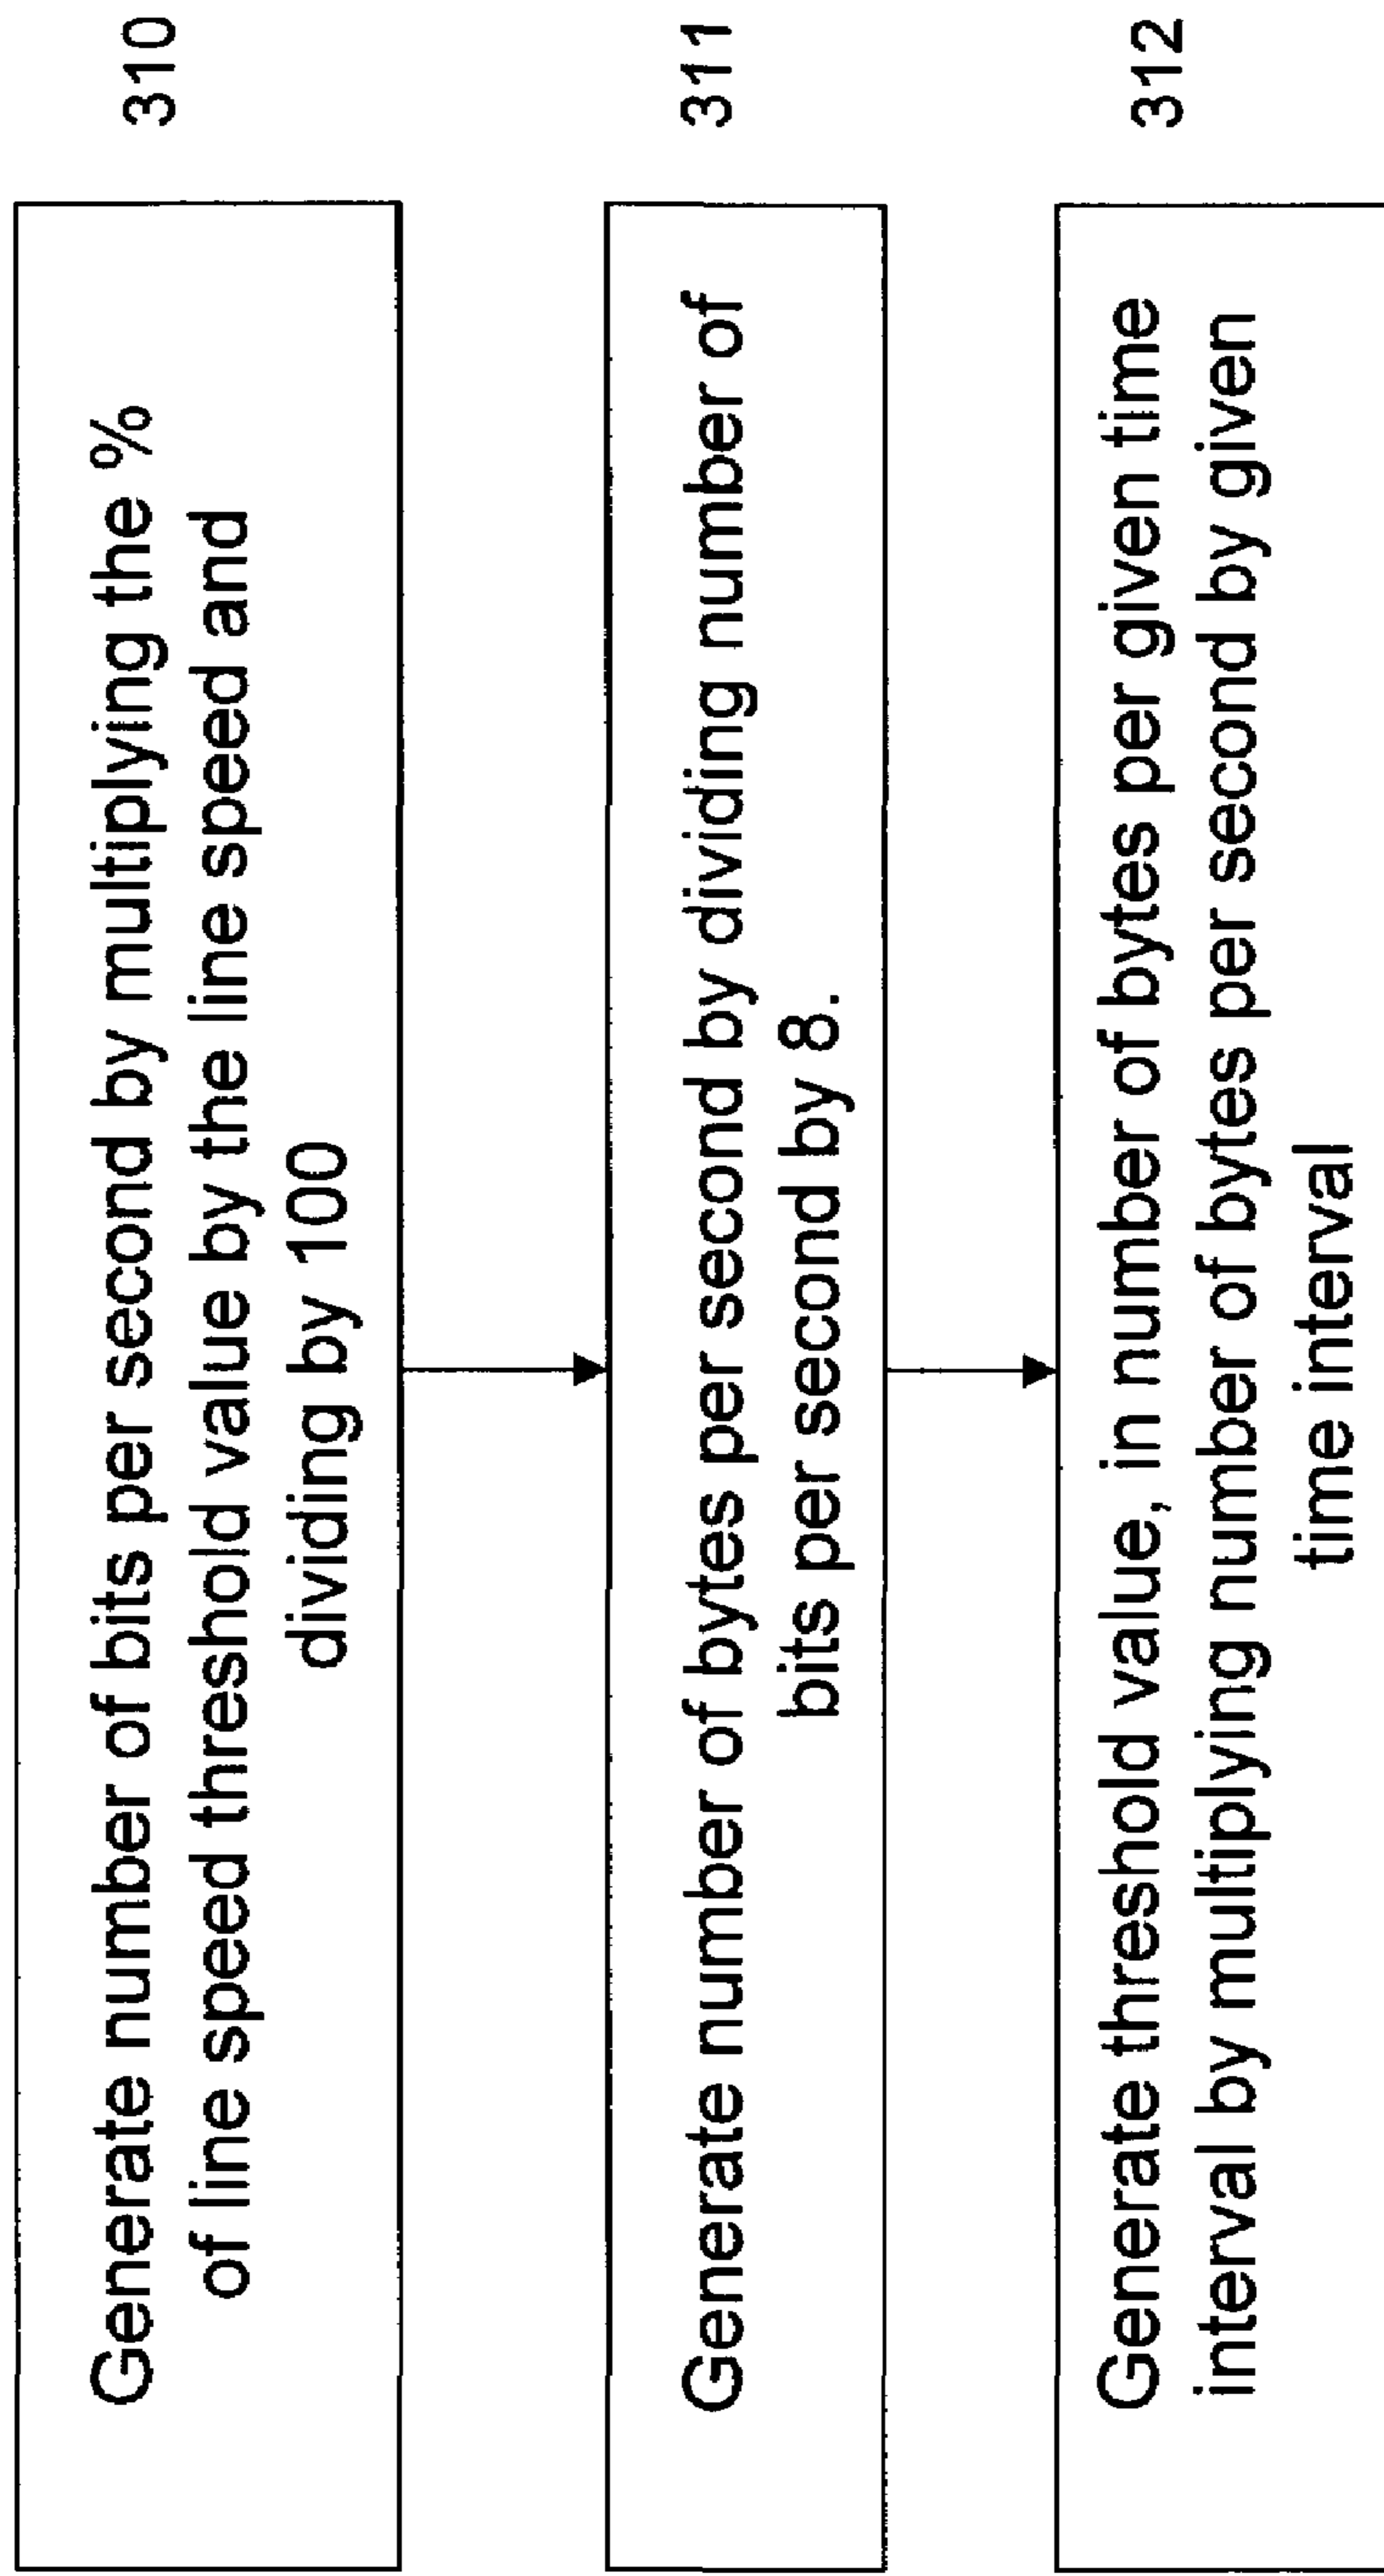 Generate number of bits per second by multiplying the %
of line speed threshold value by the line speed and
dividing by 100
310
Generate number of bytes per second by dividing number of
bits per second by 8.
311
Generate threshold value, in number of bytes per given time
interval by multiplying number of bytes per second by given
time interval
312